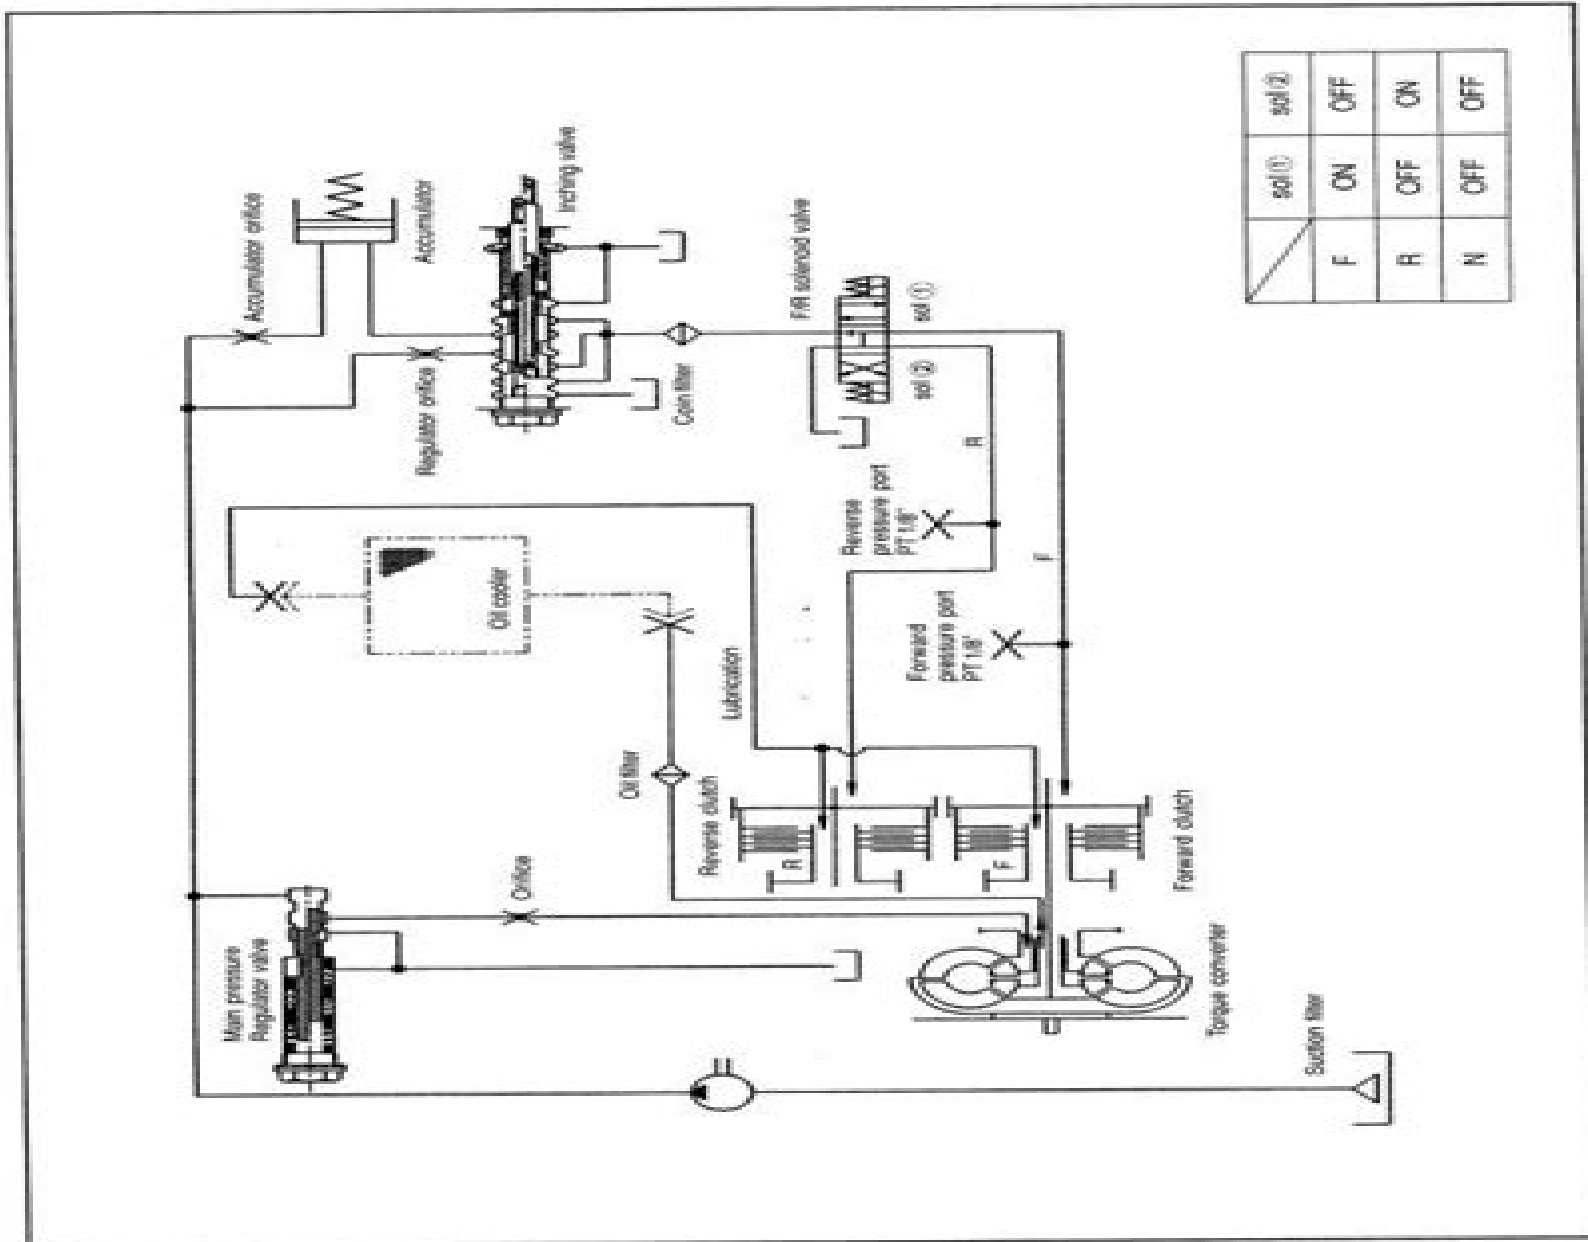 Main pressure
Regulator valve
Orifice
Accumulator orifice
Accumulator
Regulator orifice
Inching valve
Coin filter
Oil cooler
Oil filter
Lubrication
F/R solenoid valve
sol ②
sol ①
Reverse
pressure port
PT 1/8"
R
Forward
pressure port
PT 1/8"
F
Reverse clutch
R
F
Forward clutch
Torque converter
Suction filter
sol ① sol ②
F ON OFF
R OFF ON
N OFF OFF